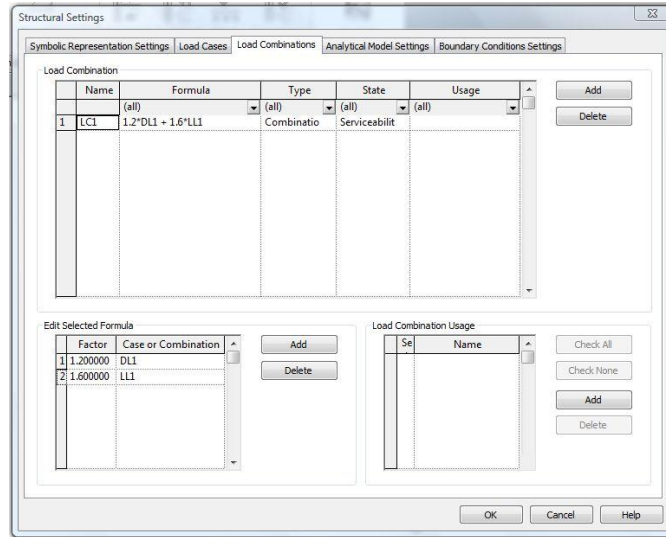 Structural Settings
Symbolic Representation Settings Load Cases Load Combinations Analytical Model Settings Boundary Conditions Settings
Load Combination
Name Formula Type State Usage
(all) (all) (all) (all)
1 LC1 1.2*DL1 + 1.6*LL1 Combinatio Serviceabilit
Add
Delete
Edit Selected Formula
Factor Case or Combination
1 1.200000 DL1
2 1.600000 LL1
Add
Delete
Load Combination Usage
Se Name
Check All
Check None
Add
Delete
OK Cancel Help